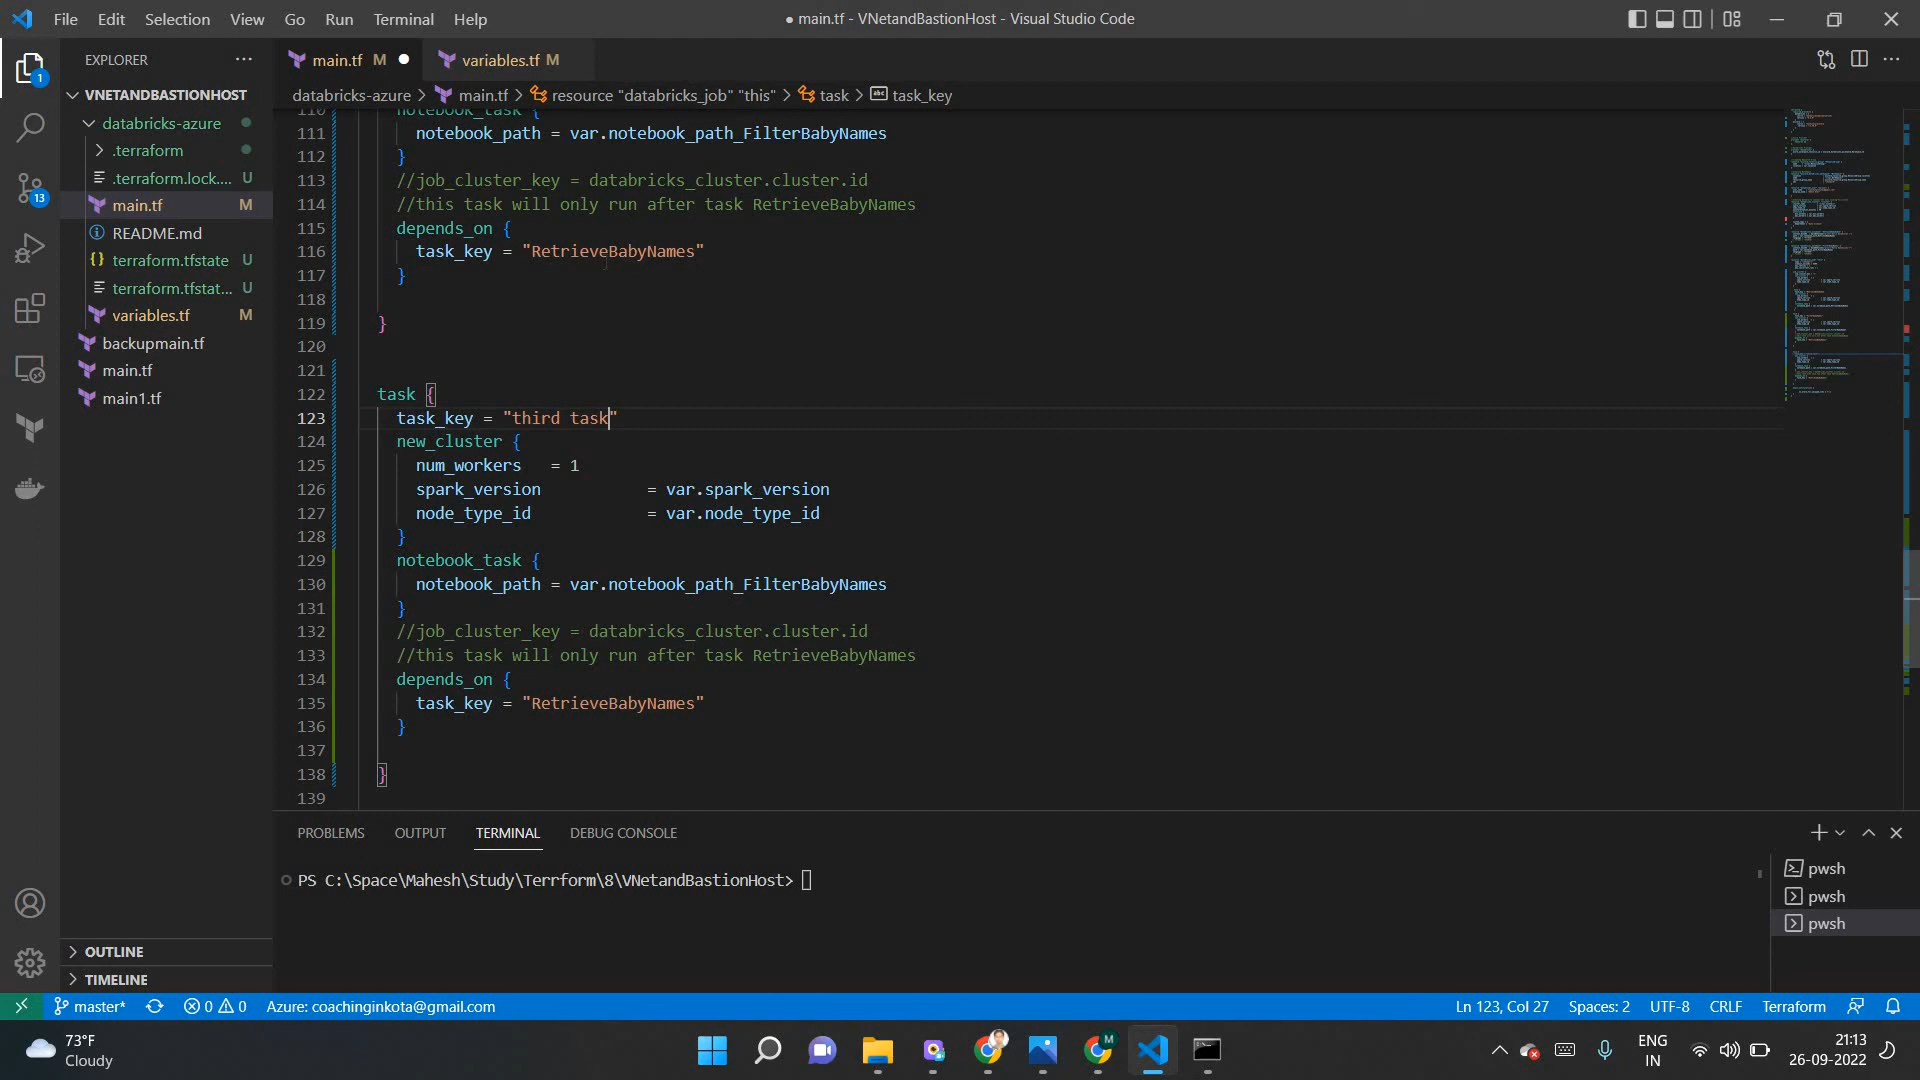 File Edit Selection View Go Run Terminal Help
● main.tf - VNetandBastionHost - Visual Studio Code
EXPLORER
main.tf M
variables.tf M
VNETANDBASTIONHOST
databricks-azure
.terraform
.terraform.lock.... U
main.tf M
README.md
terraform.tfstate U
terraform.tfstat... U
variables.tf M
backupmain.tf
main.tf
main1.tf
OUTLINE
TIMELINE
1
13
databricks-azure > main.tf > resource "databricks_job" "this" > task > task_key
110 notebook_task {
111 notebook_path = var.notebook_path_FilterBabyNames
112 }
113 //job_cluster_key = databricks_cluster.cluster.id
114 //this task will only run after task RetrieveBabyNames
115 depends_on {
116 task_key = "RetrieveBabyNames"
117 }
118
119 }
120
121
122 task {
123 task_key = "third task"
124 new_cluster {
125 num_workers = 1
126 spark_version = var.spark_version
127 node_type_id = var.node_type_id
128 }
129 notebook_task {
130 notebook_path = var.notebook_path_FilterBabyNames
131 }
132 //job_cluster_key = databricks_cluster.cluster.id
133 //this task will only run after task RetrieveBabyNames
134 depends_on {
135 task_key = "RetrieveBabyNames"
136 }
137
138 }
139
PROBLEMS OUTPUT TERMINAL DEBUG CONSOLE
PS C:\Space\Mahesh\Study\Terrform\8\VNetandBastionHost>
pwsh
pwsh
pwsh
master* 0 0 Azure: coachinginkota@gmail.com
Ln 123, Col 27 Spaces: 2 UTF-8 CRLF Terraform
73°F
Cloudy
M
ENG
IN
21:13
26-09-2022